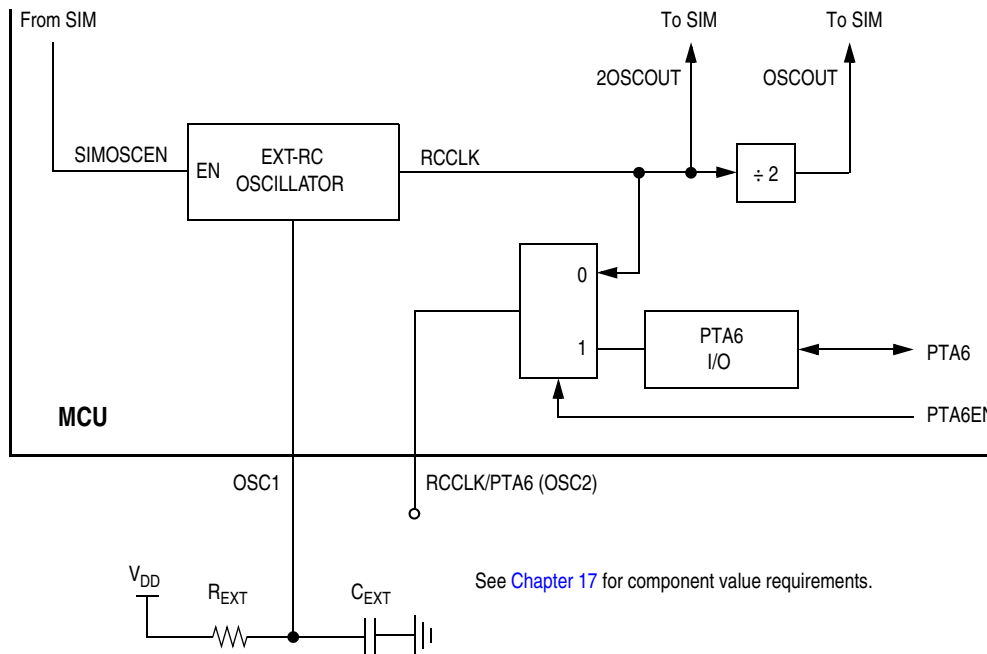 From SIM
To SIM
To SIM
2OSCOUT
OSCOUT
SIMOSCEN
EN
EXT-RC
OSCILLATOR
RCCLK
÷ 2
0
1
PTA6
I/O
PTA6
PTA6EN
MCU
OSC1
RCCLK/PTA6 (OSC2)
VDD
REXT
CEXT
See Chapter 17 for component value requirements.